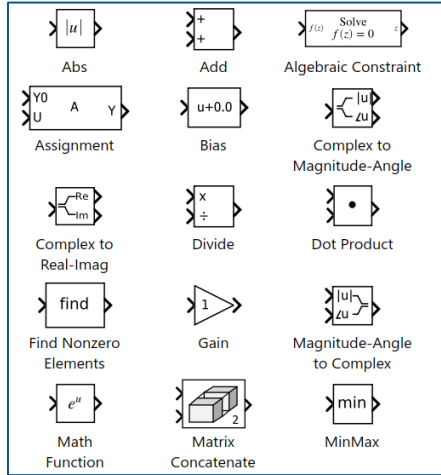 |u|
+
+
f(z) Solve f(z) = 0 z
Abs
Add
Algebraic Constraint
Y0
U
A
Y
u+0.0
|u|
∠u
Assignment
Bias
Complex to
Magnitude-Angle
Re
Im
×
÷
Complex to
Real-Imag
Divide
Dot Product
find
1
|u|
∠u
Find Nonzero
Elements
Gain
Magnitude-Angle
to Complex
e^u
2
min
Math
Function
Matrix
Concatenate
MinMax